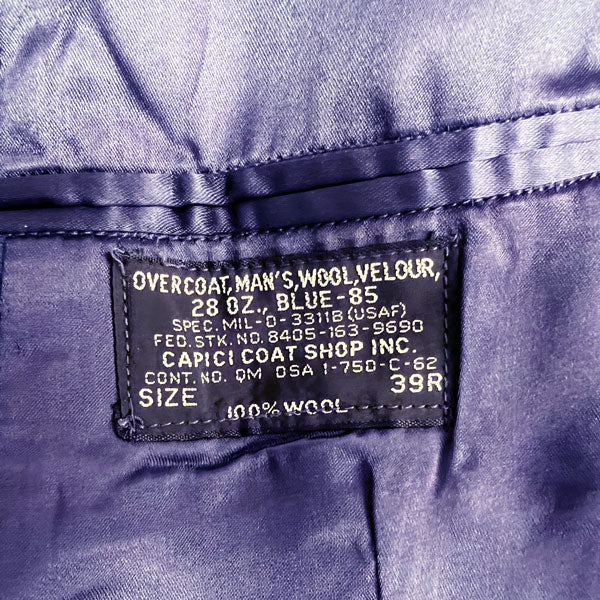 OVERCOAT, MAN'S, WOOL, VELOUR,
28 OZ., BLUE-85
SPEC. MIL-O-3311B (USAF)
FED. STK. NO. 8405-163-9690
CAPICI COAT SHOP INC.
CONT. NO. QM DSA 1-750-C-62
SIZE 39R
100% WOOL